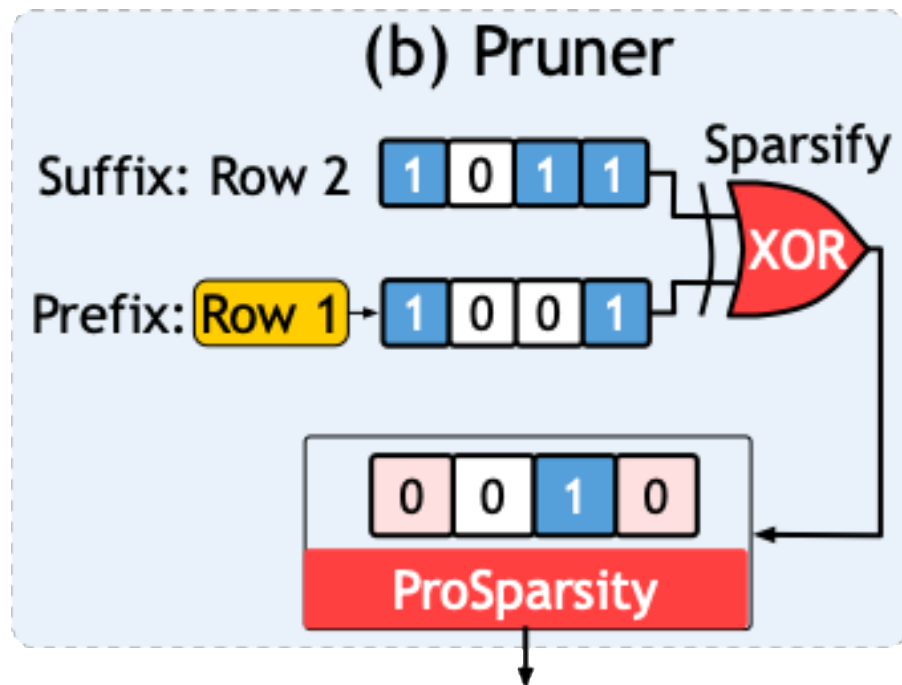 (b) Pruner
Sparsify
Suffix: Row 2 1 0 1 1
XOR
Prefix: Row 1 1 0 0 1
0 0 1 0
ProSparsity